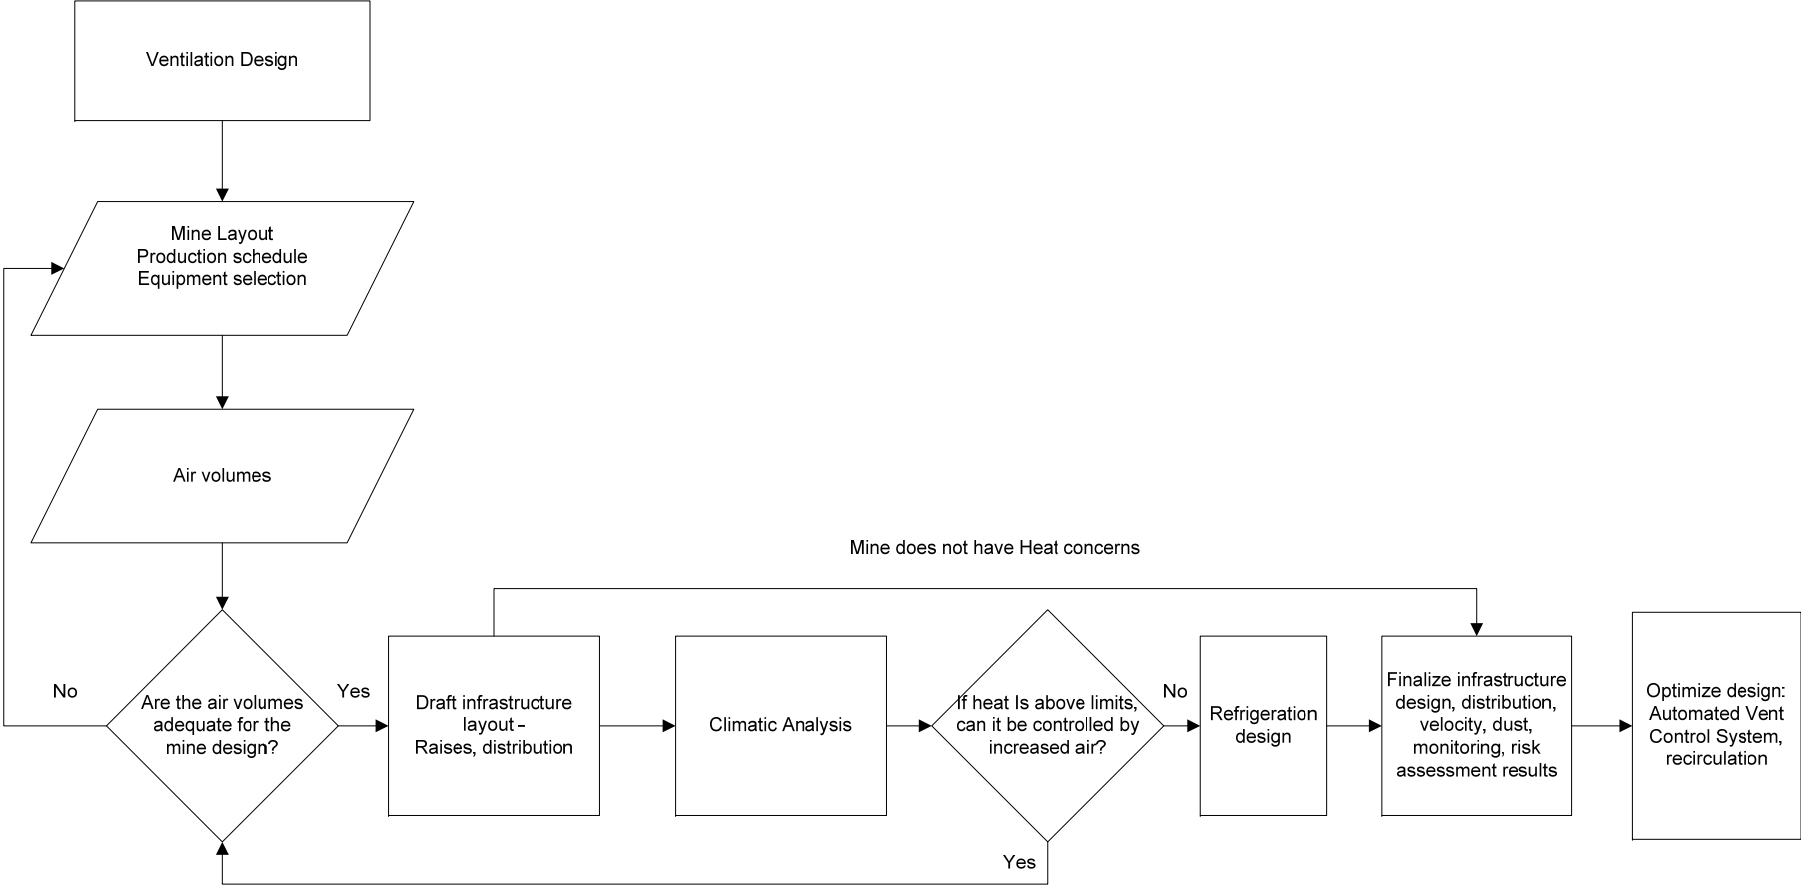 Ventilation Design
Mine Layout
Production schedule
Equipment selection
Air volumes
Mine does not have Heat concerns
No
Are the air volumes
adequate for the
mine design?
Yes
Draft infrastructure
layout –
Raises, distribution
Climatic Analysis
If heat Is above limits,
can it be controlled by
increased air?
No
Refrigeration
design
Finalize infrastructure
design, distribution,
velocity, dust,
monitoring, risk
assessment results
Optimize design:
Automated Vent
Control System,
recirculation
Yes